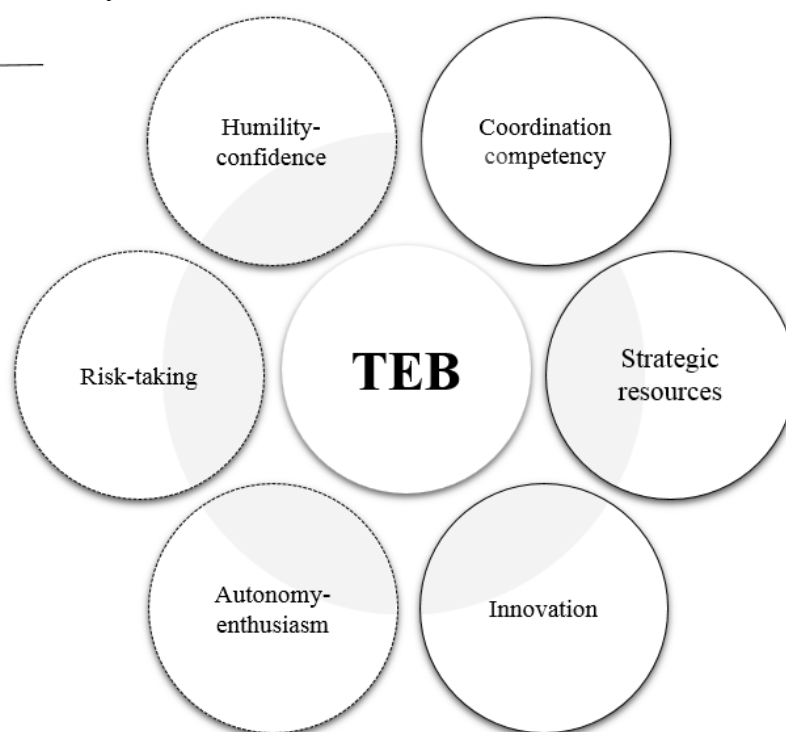 Humility-
confidence
Coordination
competency
Risk-taking
TEB
Strategic
resources
Autonomy-
enthusiasm
Innovation